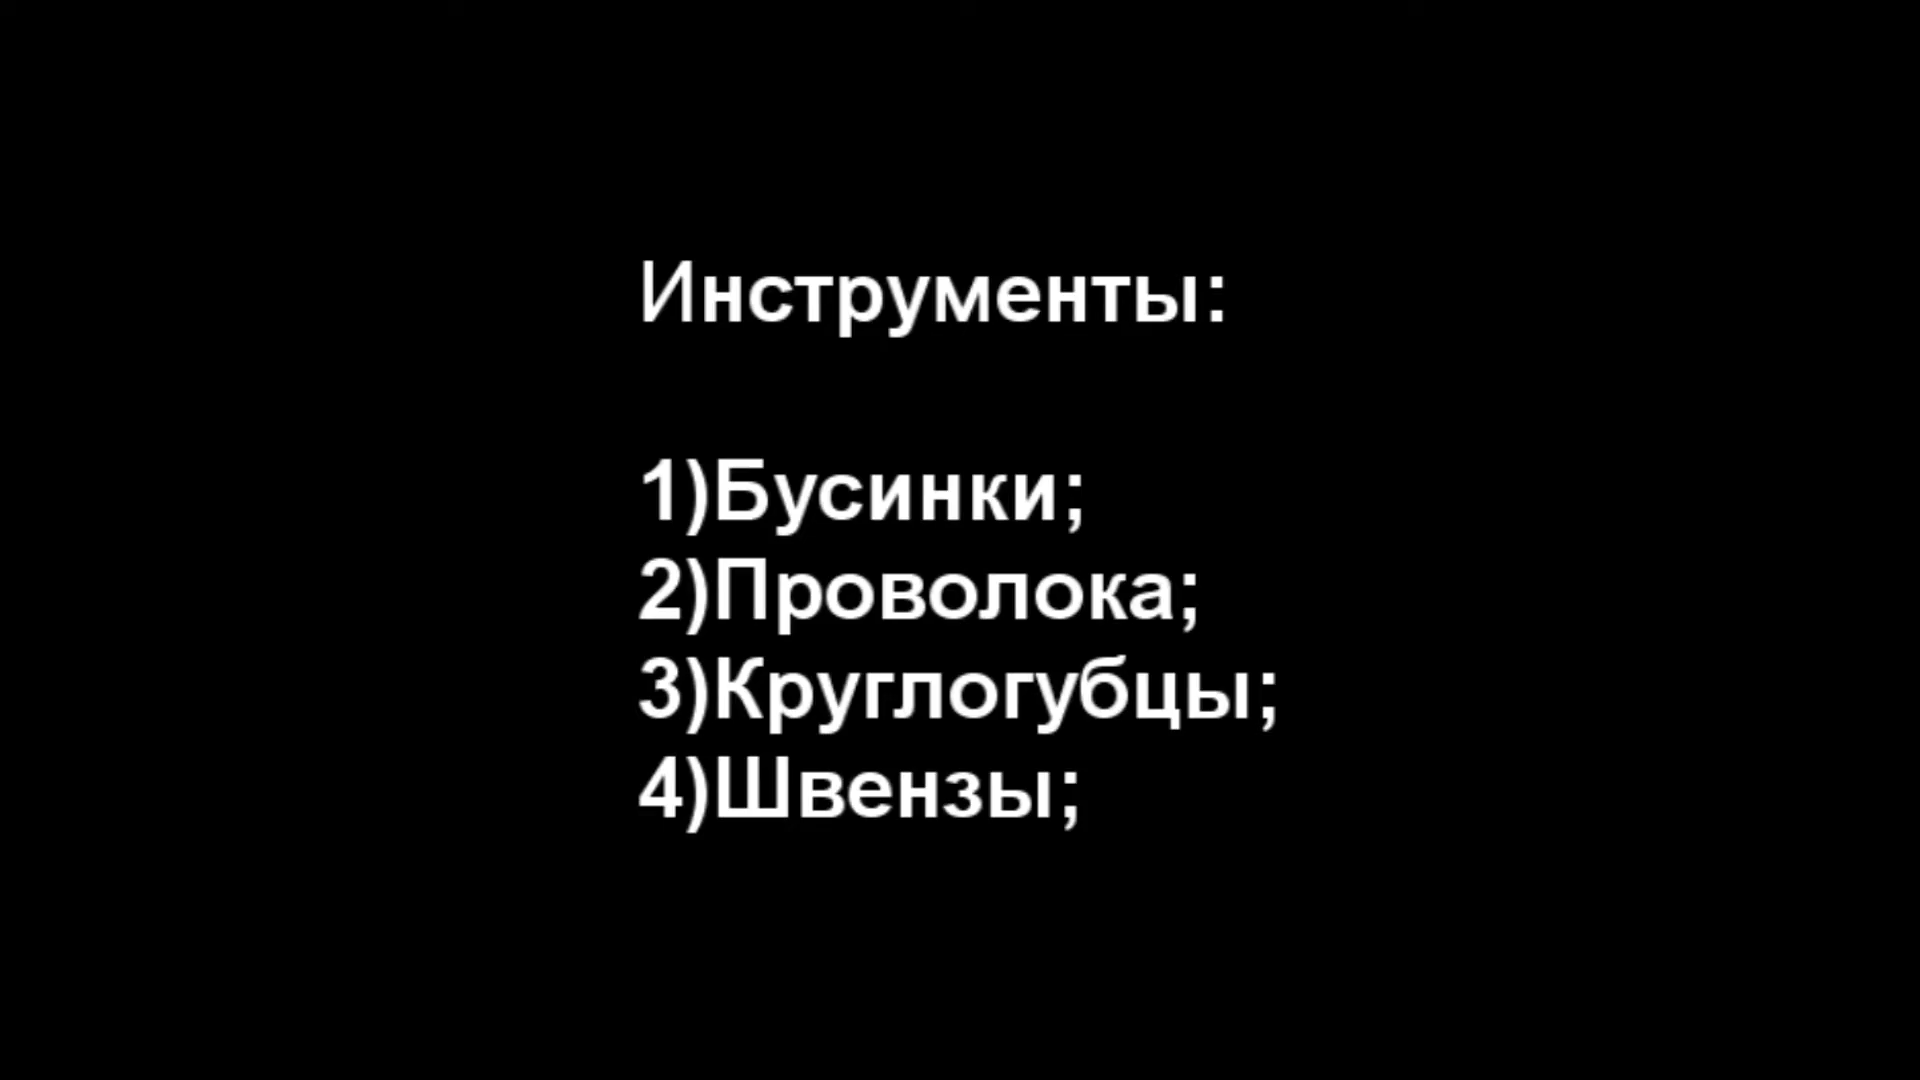 Инструменты:
1)Бусинки;
2)Проволока;
3)Круглогубцы;
4)Швензы;